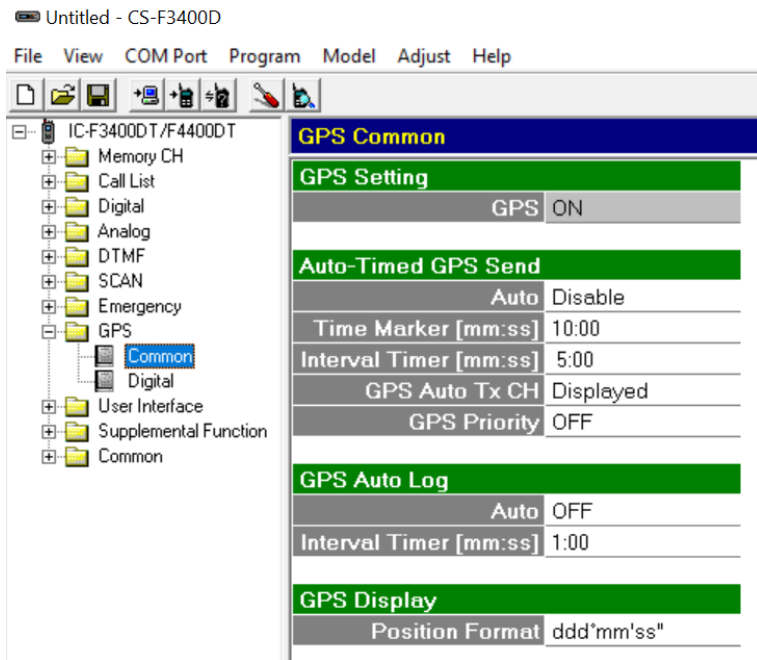 Untitled - CS-F3400D
File View COM Port Program Model Adjust Help
IC-F3400DT/F4400DT
Memory CH
Call List
Digital
Analog
DTMF
SCAN
Emergency
GPS
Common
Digital
User Interface
Supplemental Function
Common
GPS Common
GPS Setting
GPS ON
Auto-Timed GPS Send
Auto Disable
Time Marker [mm:ss] 10:00
Interval Timer [mm:ss] 5:00
GPS Auto Tx CH Displayed
GPS Priority OFF
GPS Auto Log
Auto OFF
Interval Timer [mm:ss] 1:00
GPS Display
Position Format ddd°mm'ss"